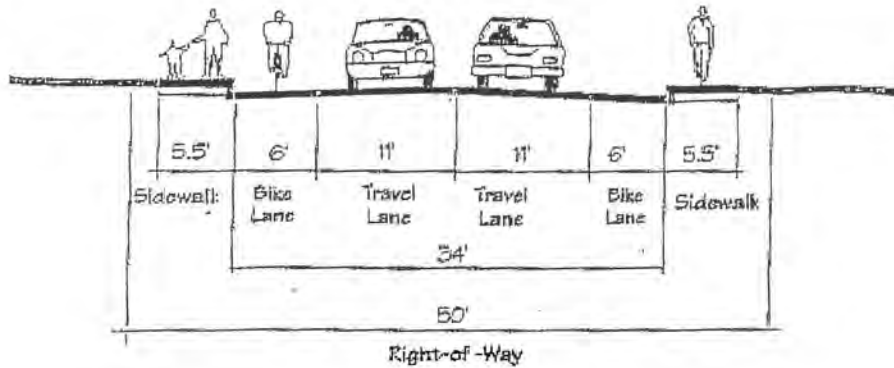 5.5' 6' 11' 11' 6' 5.5'
Sidewalk Bike Lane Travel Lane Travel Lane Bike Lane Sidewalk
34'
50'
Right-of-Way